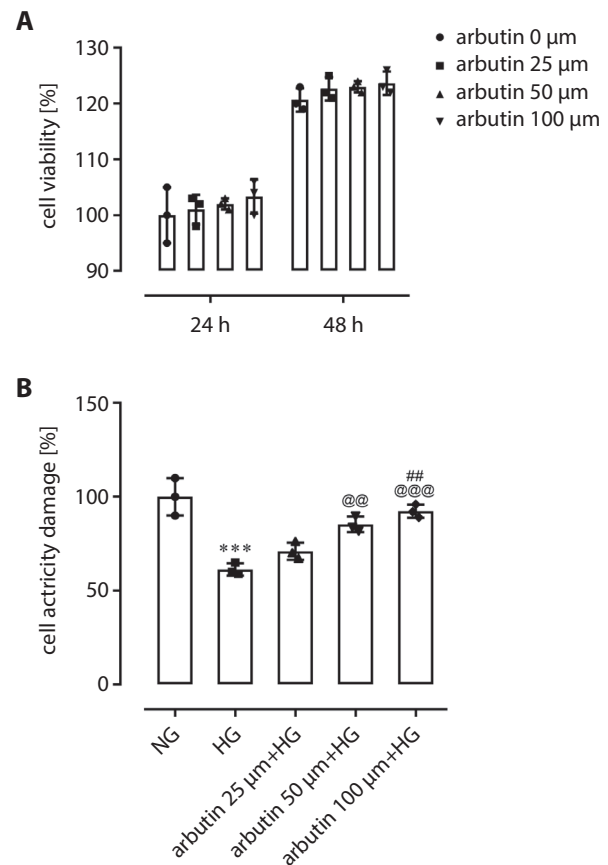 A
130
120
110
100
90
cell viability [%]
24 h
48 h
arbutin 0 μm
arbutin 25 μm
arbutin 50 μm
arbutin 100 μm
B
150
100
50
0
cell actricity damage [%]
***
@@
##
@@@
NG
HG
arbutin 25 μm+HG
arbutin 50 μm+HG
arbutin 100 μm+HG